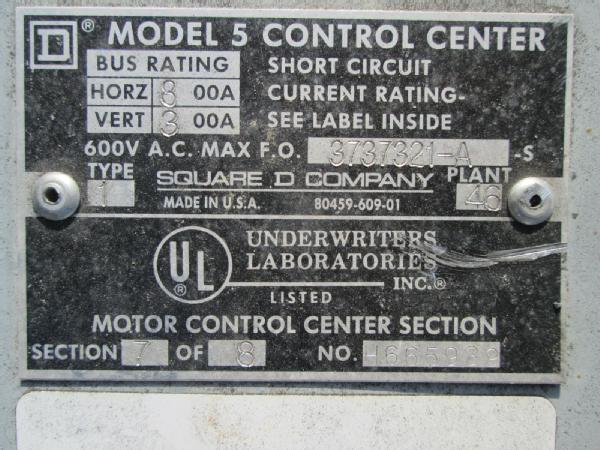 D ® MODEL 5 CONTROL CENTER
BUS RATING
HORZ 8 00A
VERT 3 00A
SHORT CIRCUIT
CURRENT RATING-
SEE LABEL INSIDE
600V A.C. MAX F.O. 3737321-A -S
TYPE 1
SQUARE D COMPANY
PLANT 46
MADE IN U.S.A. 80459-609-01
UL ®
UNDERWRITERS
LABORATORIES
INC.®
LISTED
MOTOR CONTROL CENTER SECTION
SECTION 7 OF 8 NO.